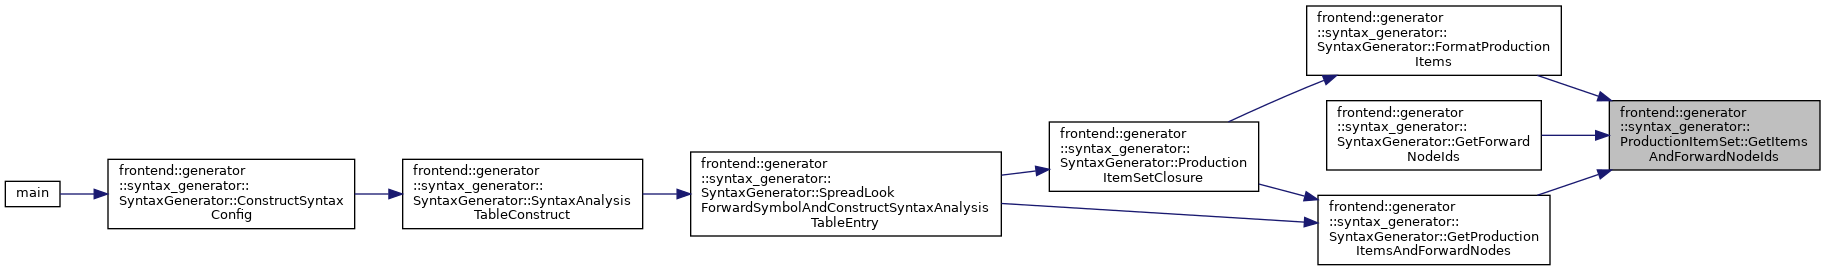 main
frontend::generator
::syntax_generator::
SyntaxGenerator::ConstructSyntax
Config
frontend::generator
::syntax_generator::
SyntaxGenerator::SyntaxAnalysis
TableConstruct
frontend::generator
::syntax_generator::
SyntaxGenerator::SpreadLook
ForwardSymbolAndConstructSyntaxAnalysis
TableEntry
frontend::generator
::syntax_generator::
SyntaxGenerator::Production
ItemSetClosure
frontend::generator
::syntax_generator::
SyntaxGenerator::FormatProduction
Items
frontend::generator
::syntax_generator::
SyntaxGenerator::GetForward
NodeIds
frontend::generator
::syntax_generator::
SyntaxGenerator::GetProduction
ItemsAndForwardNodes
frontend::generator
::syntax_generator::
ProductionItemSet::GetItems
AndForwardNodeIds